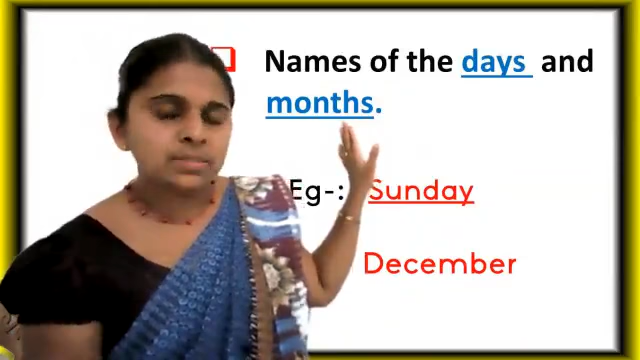 Names of the days and
months.
Eg-: Sunday
December